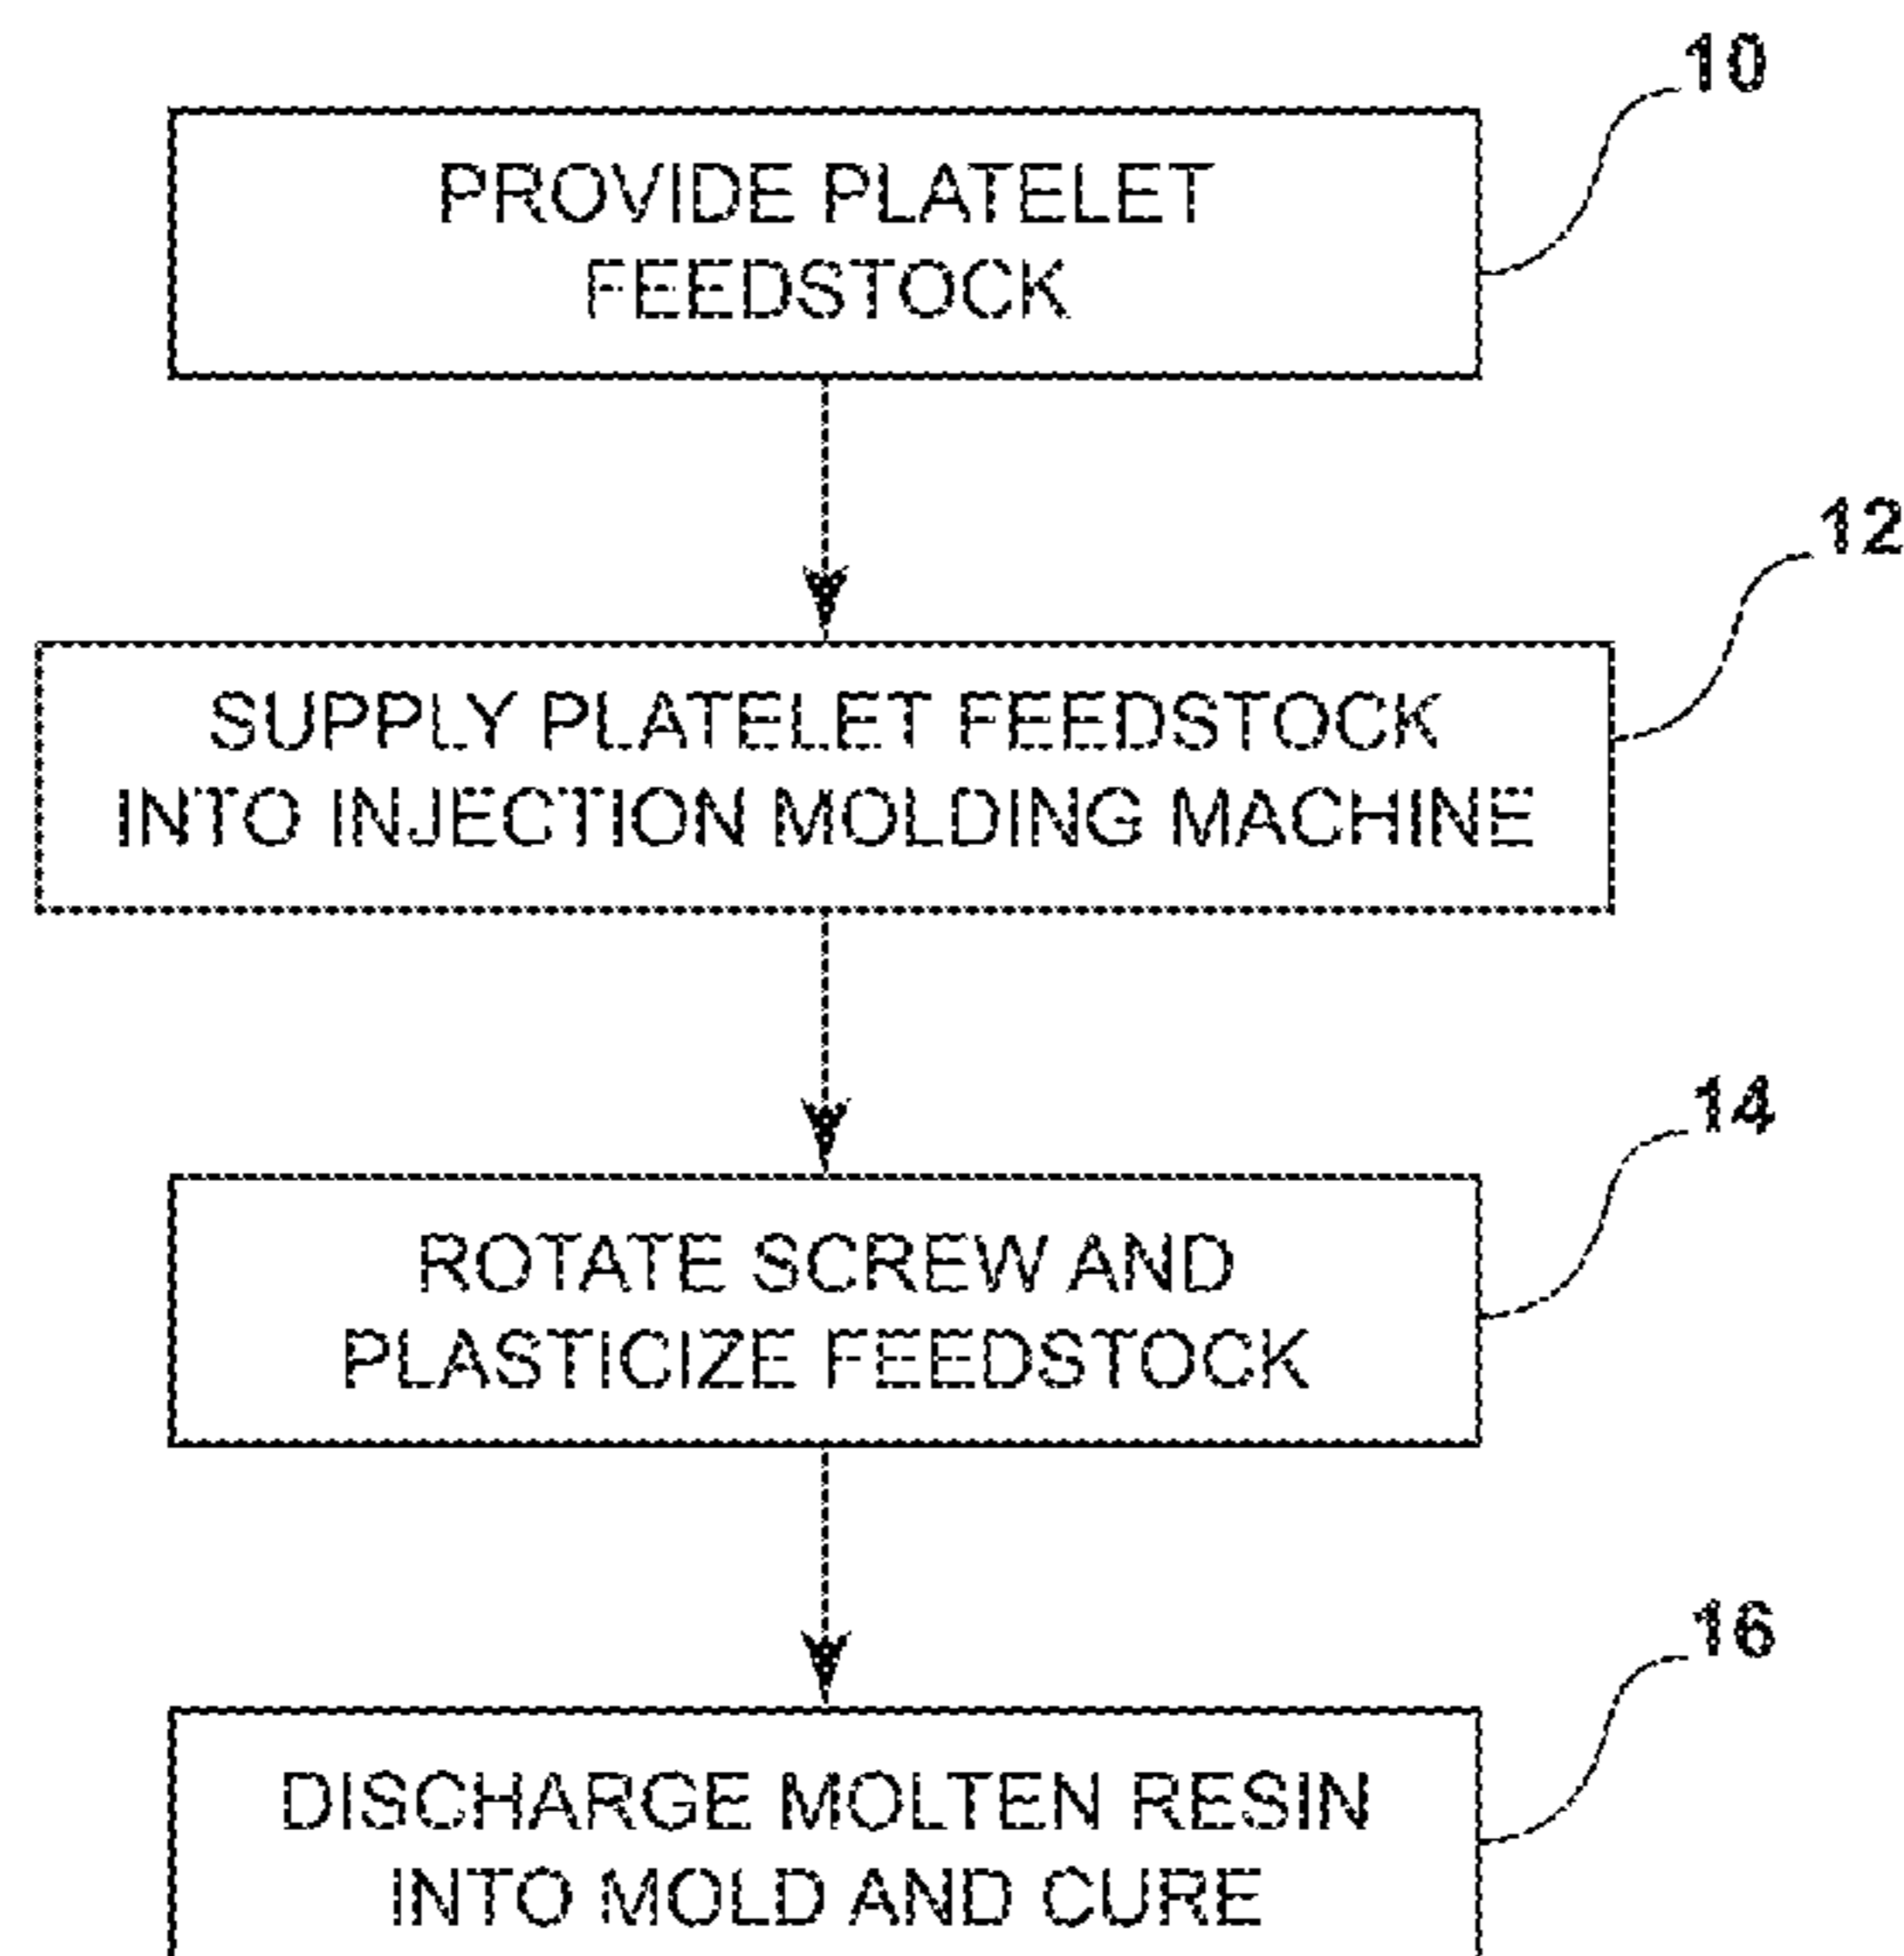 10
PROVIDE PLATELET
FEEDSTOCK
12
SUPPLY PLATELET FEEDSTOCK
INTO INJECTION MOLDING MACHINE
14
ROTATE SCREW AND
PLASTICIZE FEEDSTOCK
16
DISCHARGE MOLTEN RESIN
INTO MOLD AND CURE